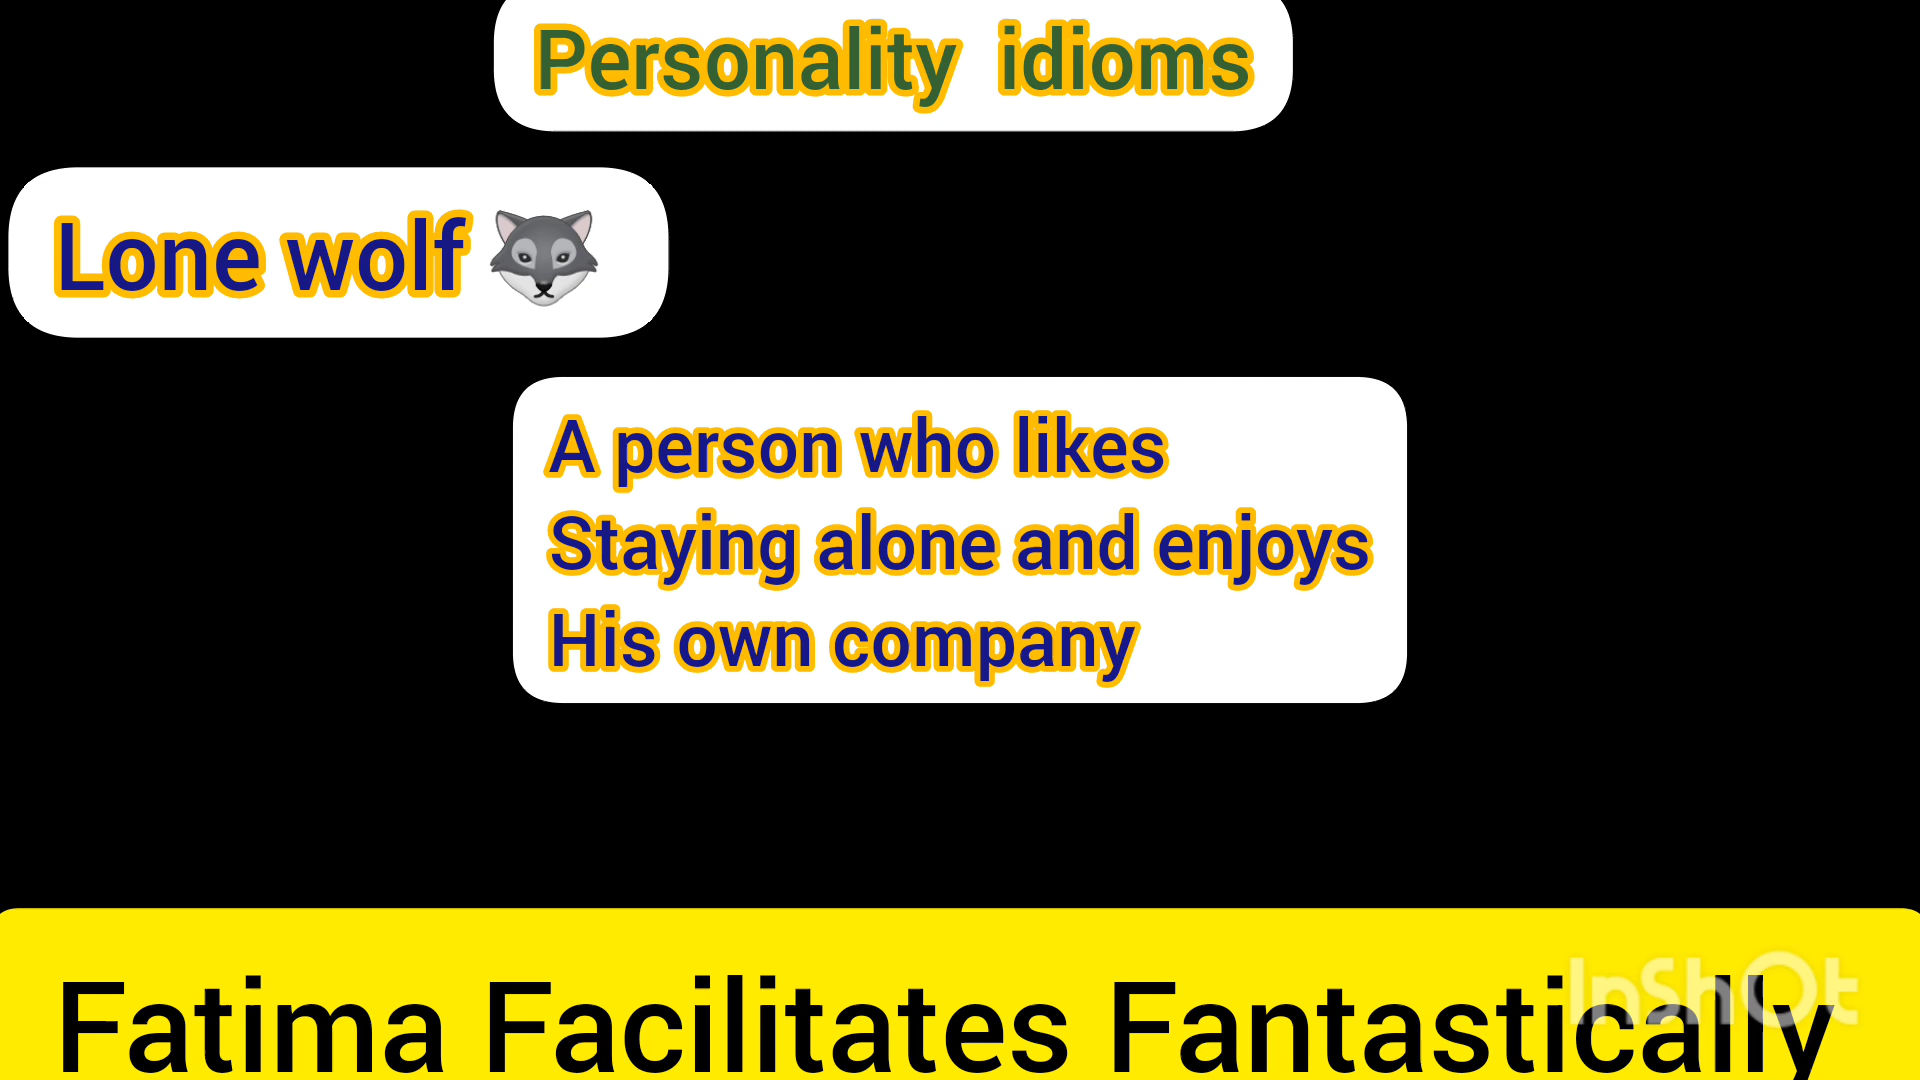 Personality idioms
Lone wolf
A person who likes
Staying alone and enjoys
His own company
Fatima Facilitates Fantastically
InShOt